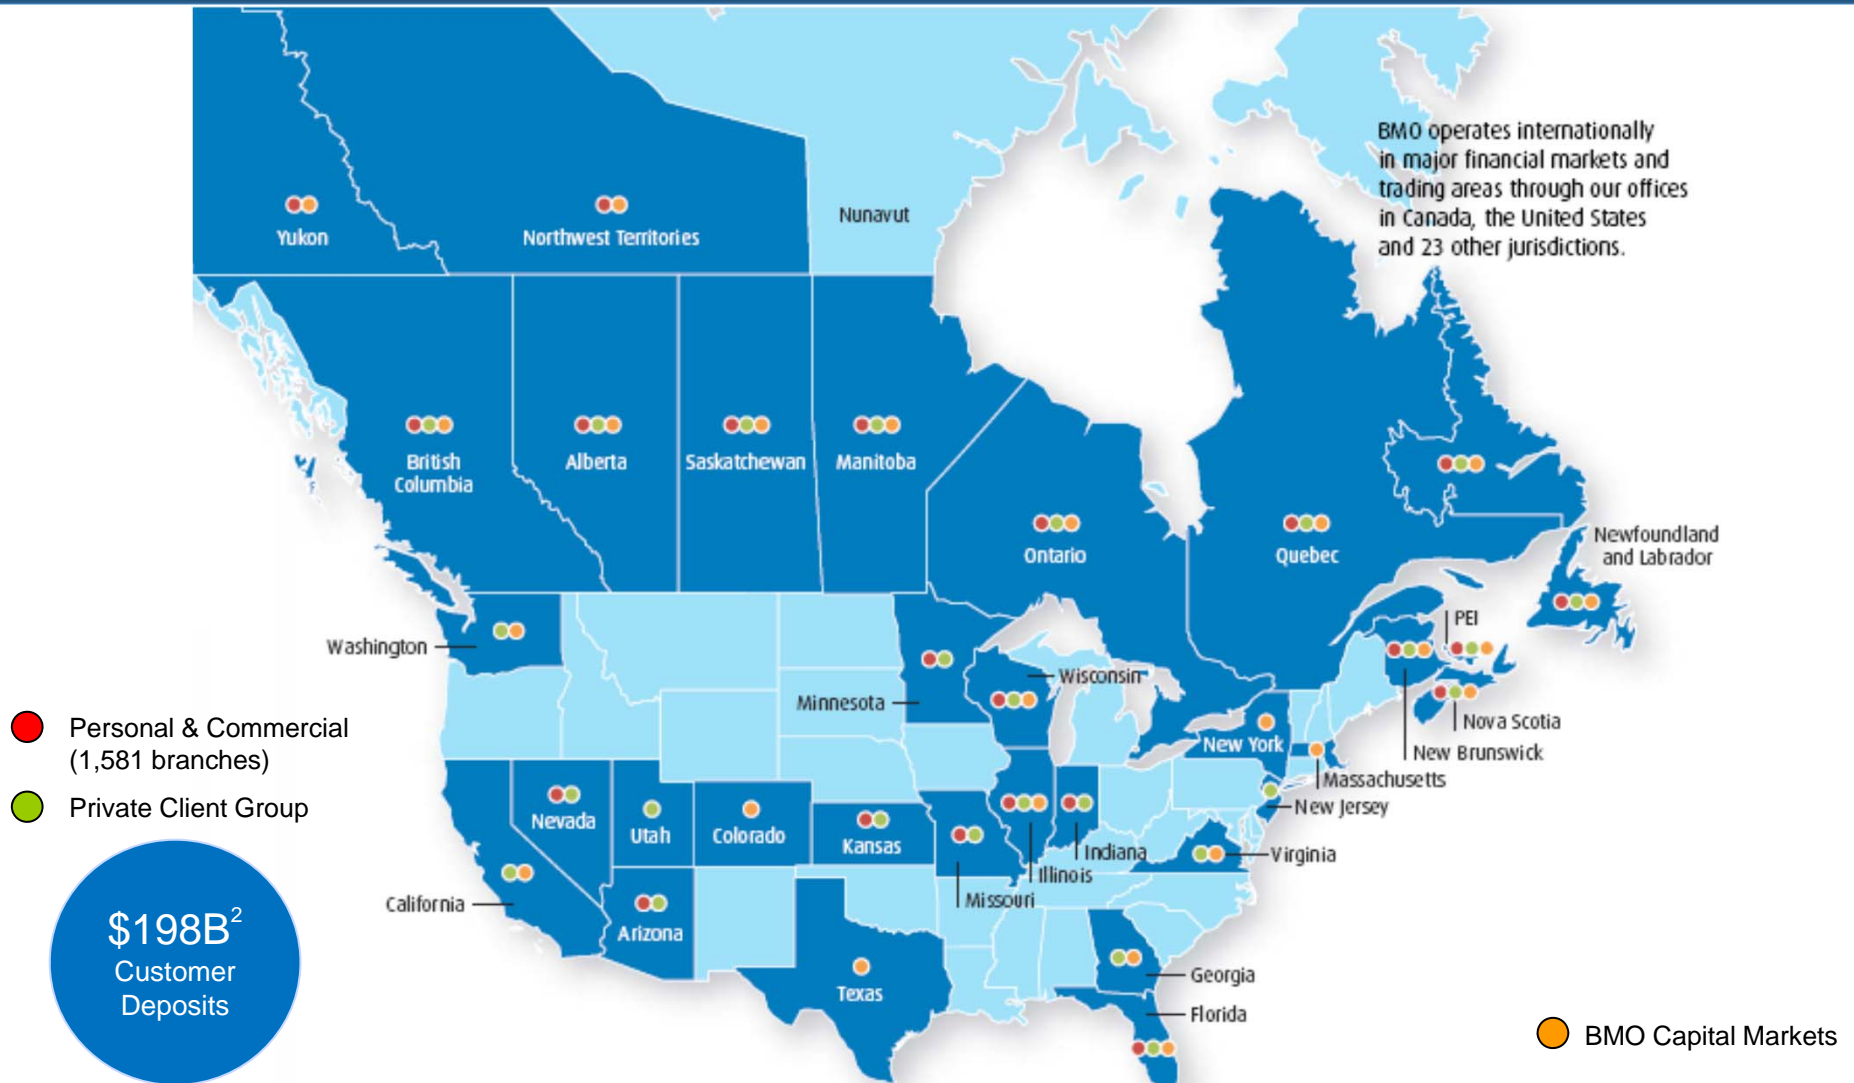 BMO operates internationally
in major financial markets and
trading areas through our offices
in Canada, the United States
and 23 other jurisdictions.
Nunavut
Yukon
Northwest Territories
British
Columbia
Alberta
Saskatchewan
Manitoba
Ontario
Quebec
Newfoundland
and Labrador
PEI
Nova Scotia
New Brunswick
Washington
Minnesota
Wisconsin
New York
Massachusetts
New Jersey
Personal & Commercial
(1,581 branches)
Private Client Group
Nevada
Utah
Colorado
Kansas
Missouri
Illinois
Indiana
Virginia
California
Arizona
Texas
Georgia
Florida
$198B2
Customer
Deposits
BMO Capital Markets